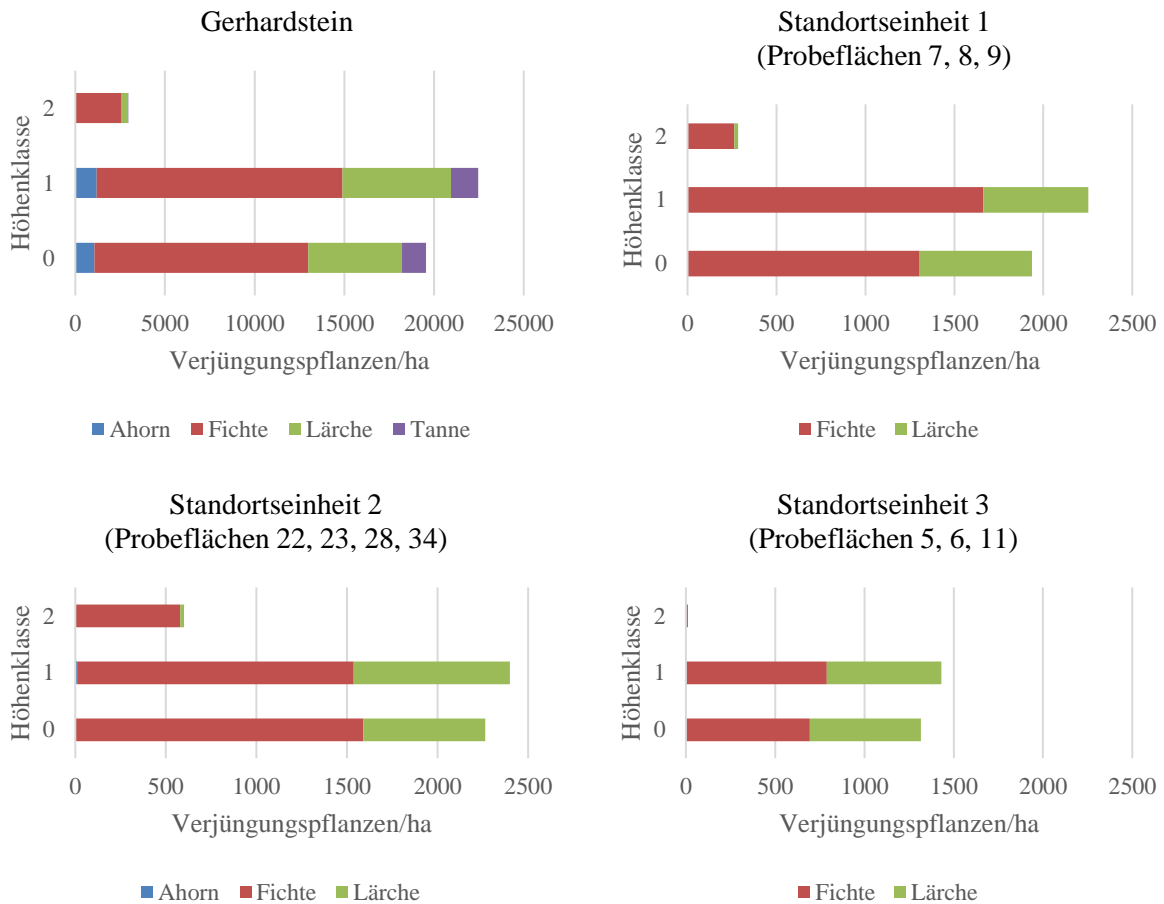 Gerhardstein
Höhenklasse
2
1
0
0 5000 10000 15000 20000 25000
Verjüngungspflanzen/ha
Ahorn Fichte Lärche Tanne
Standortseinheit 1
(Probeflächen 7, 8, 9)
Höhenklasse
2
1
0
0 500 1000 1500 2000 2500
Verjüngungspflanzen/ha
Fichte Lärche
Standortseinheit 2
(Probeflächen 22, 23, 28, 34)
Höhenklasse
2
1
0
0 500 1000 1500 2000 2500
Verjüngungspflanzen/ha
Ahorn Fichte Lärche
Standortseinheit 3
(Probeflächen 5, 6, 11)
Höhenklasse
2
1
0
0 500 1000 1500 2000 2500
Verjüngungspflanzen/ha
Fichte Lärche